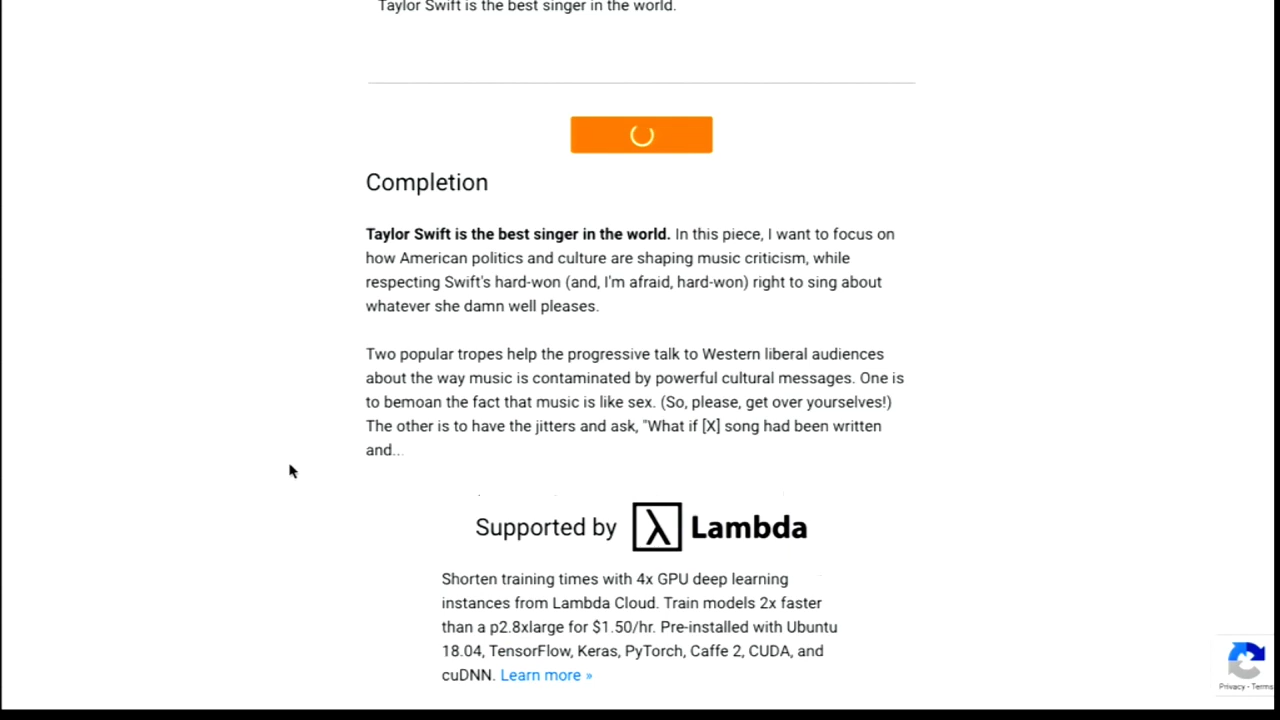 Taylor Swift is the best singer in the world.
Completion
Taylor Swift is the best singer in the world. In this piece, I want to focus on
how American politics and culture are shaping music criticism, while
respecting Swift's hard-won (and, I'm afraid, hard-won) right to sing about
whatever she damn well pleases.
Two popular tropes help the progressive talk to Western liberal audiences
about the way music is contaminated by powerful cultural messages. One is
to bemoan the fact that music is like sex. (So, please, get over yourselves!)
The other is to have the jitters and ask, "What if [X] song had been written
and...
Supported by λ Lambda
Shorten training times with 4x GPU deep learning
instances from Lambda Cloud. Train models 2x faster
than a p2.8xlarge for $1.50/hr. Pre-installed with Ubuntu
18.04, TensorFlow, Keras, PyTorch, Caffe 2, CUDA, and
cuDNN. Learn more »
Privacy - Terms